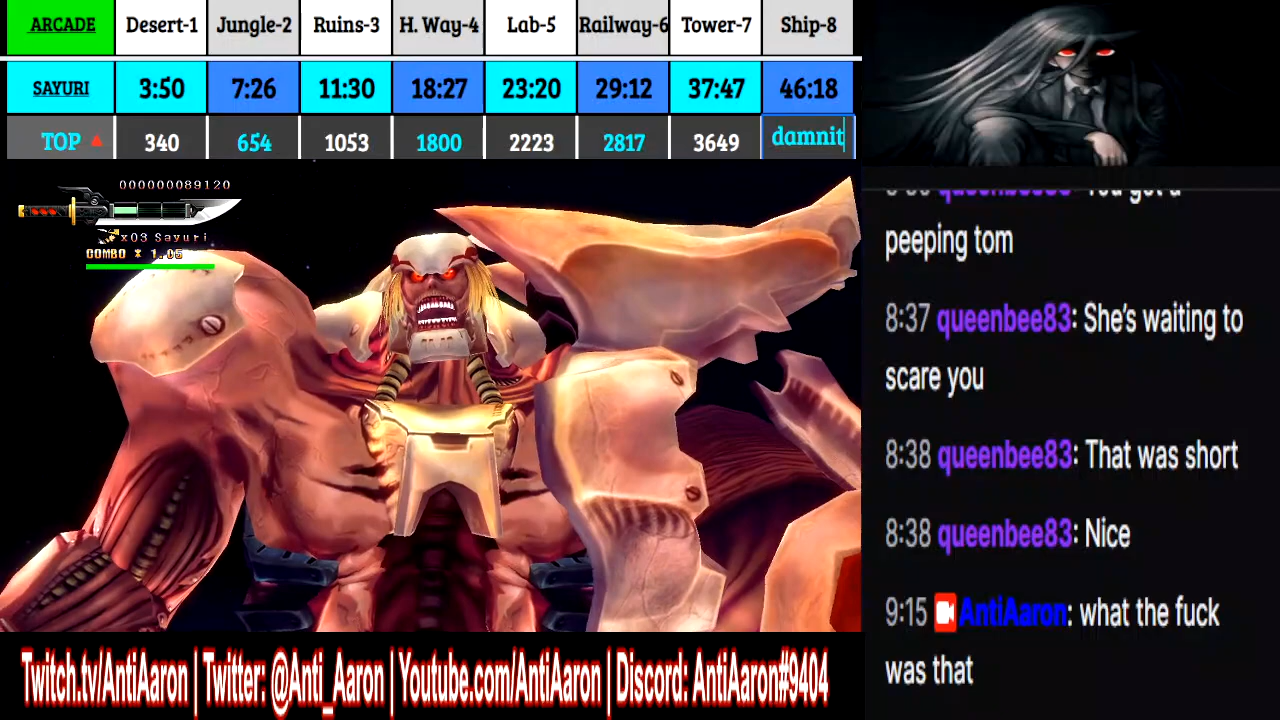 ARCADE Desert-1 Jungle-2 Ruins-3 H. Way-4 Lab-5 Railway-6 Tower-7 Ship-8
SAYURI 3:50 7:26 11:30 18:27 23:20 29:12 37:47 46:18
TOP 340 654 1053 1800 2223 2817 3649 damnit
000000089120
x03 Sayuri
COMBO * 1.05
peeping tom
8:37 queenbee83: She's waiting to
scare you
8:38 queenbee83: That was short
8:38 queenbee83: Nice
9:15 AntiAaron: what the fuck
was that
Twitch.tv/AntiAaron | Twitter: @Anti_Aaron | Youtube.com/AntiAaron | Discord: AntiAaron#9404